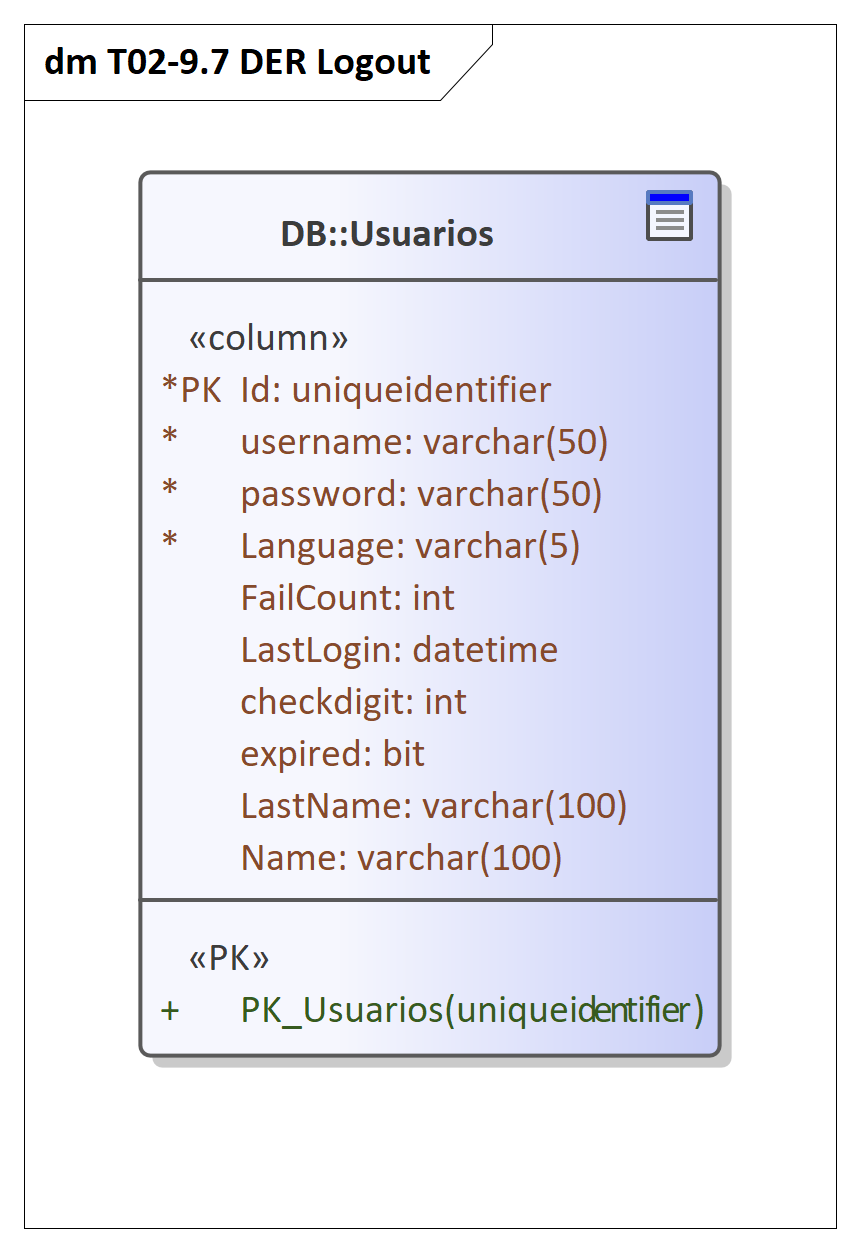 dm T02-9.7 DER Logout
DB::Usuarios
«column»
*PK Id: uniqueidentifier
* username: varchar(50)
* password: varchar(50)
* Language: varchar(5)
FailCount: int
LastLogin: datetime
checkdigit: int
expired: bit
LastName: varchar(100)
Name: varchar(100)
«PK»
+ PK_Usuarios(uniqueidentifier)